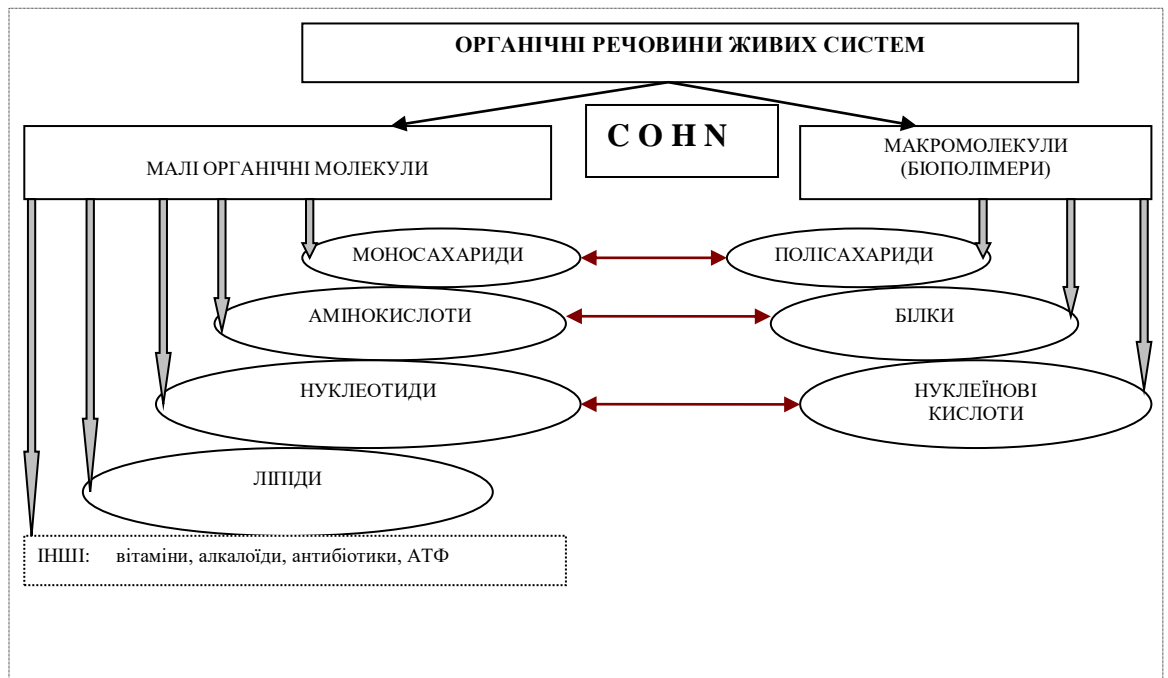 ОРГАНІЧНІ РЕЧОВИНИ ЖИВИХ СИСТЕМ
C O H N
МАЛІ ОРГАНІЧНІ МОЛЕКУЛИ
МАКРОМОЛЕКУЛИ
(БІОПОЛІМЕРИ)
МОНОСАХАРИДИ
ПОЛІСАХАРИДИ
АМІНОКИСЛОТИ
БІЛКИ
НУКЛЕОТИДИ
НУКЛЕЇНОВІ
КИСЛОТИ
ЛІПІДИ
ІНШІ: вітаміни, алкалоїди, антибіотики, АТФ